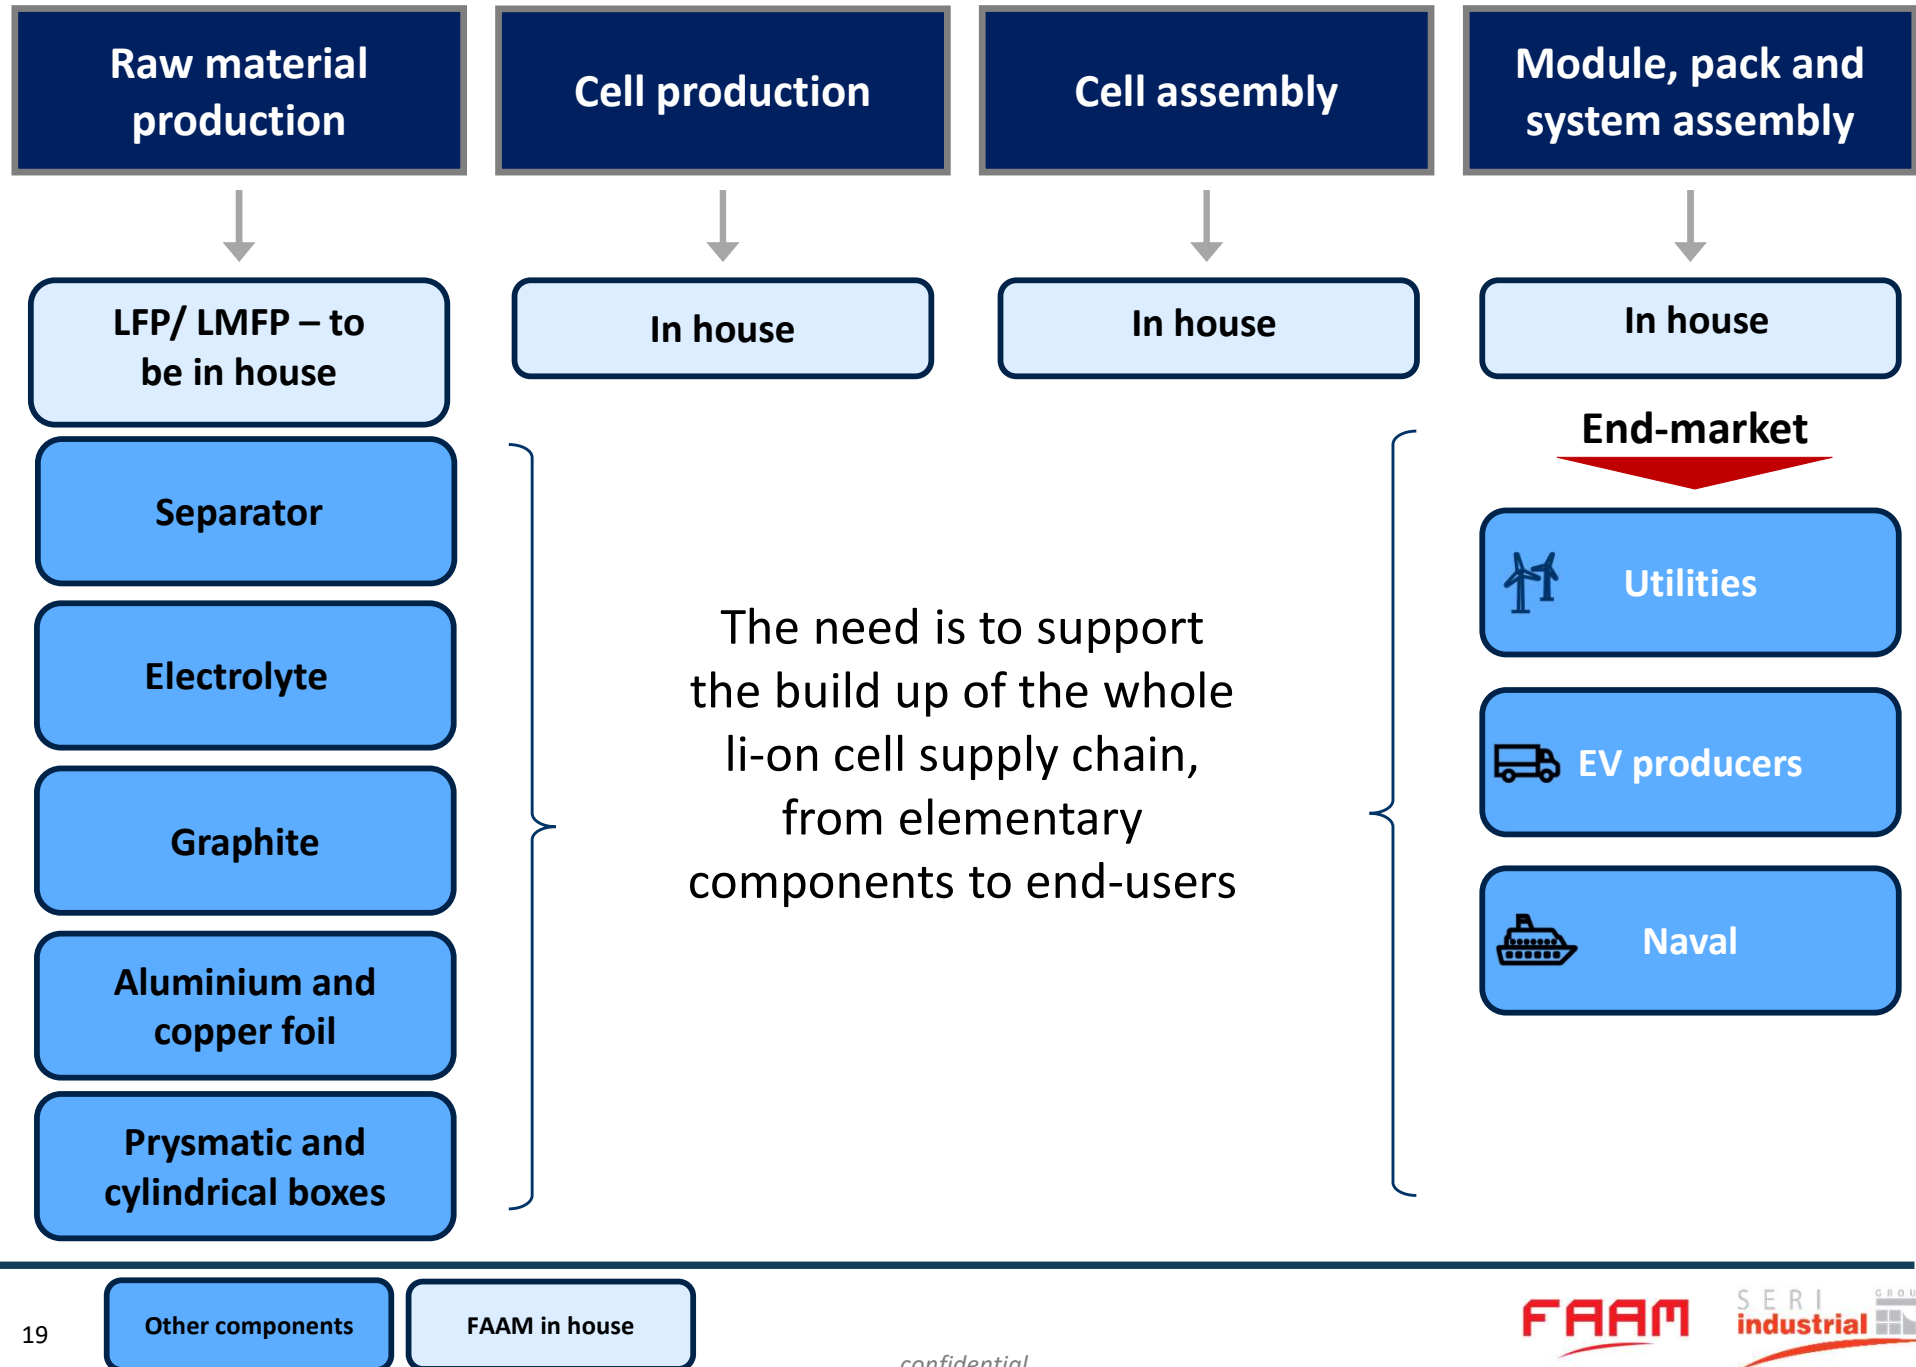 Raw material
production
Cell production
Cell assembly
Module, pack and
system assembly
LFP/ LMFP – to
be in house
In house
In house
In house
End-market
Separator
Electrolyte
Graphite
Aluminium and
copper foil
Prysmatic and
cylindrical boxes
The need is to support
the build up of the whole
li-on cell supply chain,
from elementary
components to end-users
Utilities
EV producers
Naval
19
Other components
FAAM in house
confidential
FAAM
SERI
industrial